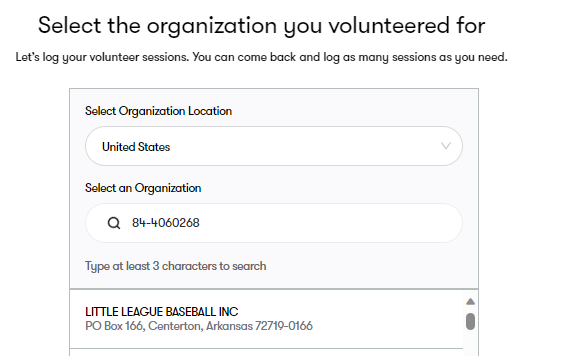 Select the organization you volunteered for
Let's log your volunteer sessions. You can come back and log as many sessions as you need.
Select Organization Location
United States
Select an Organization
84-4060268
Type at least 3 characters to search
LITTLE LEAGUE BASEBALL INC
PO Box 166, Centerton, Arkansas 72719-0166